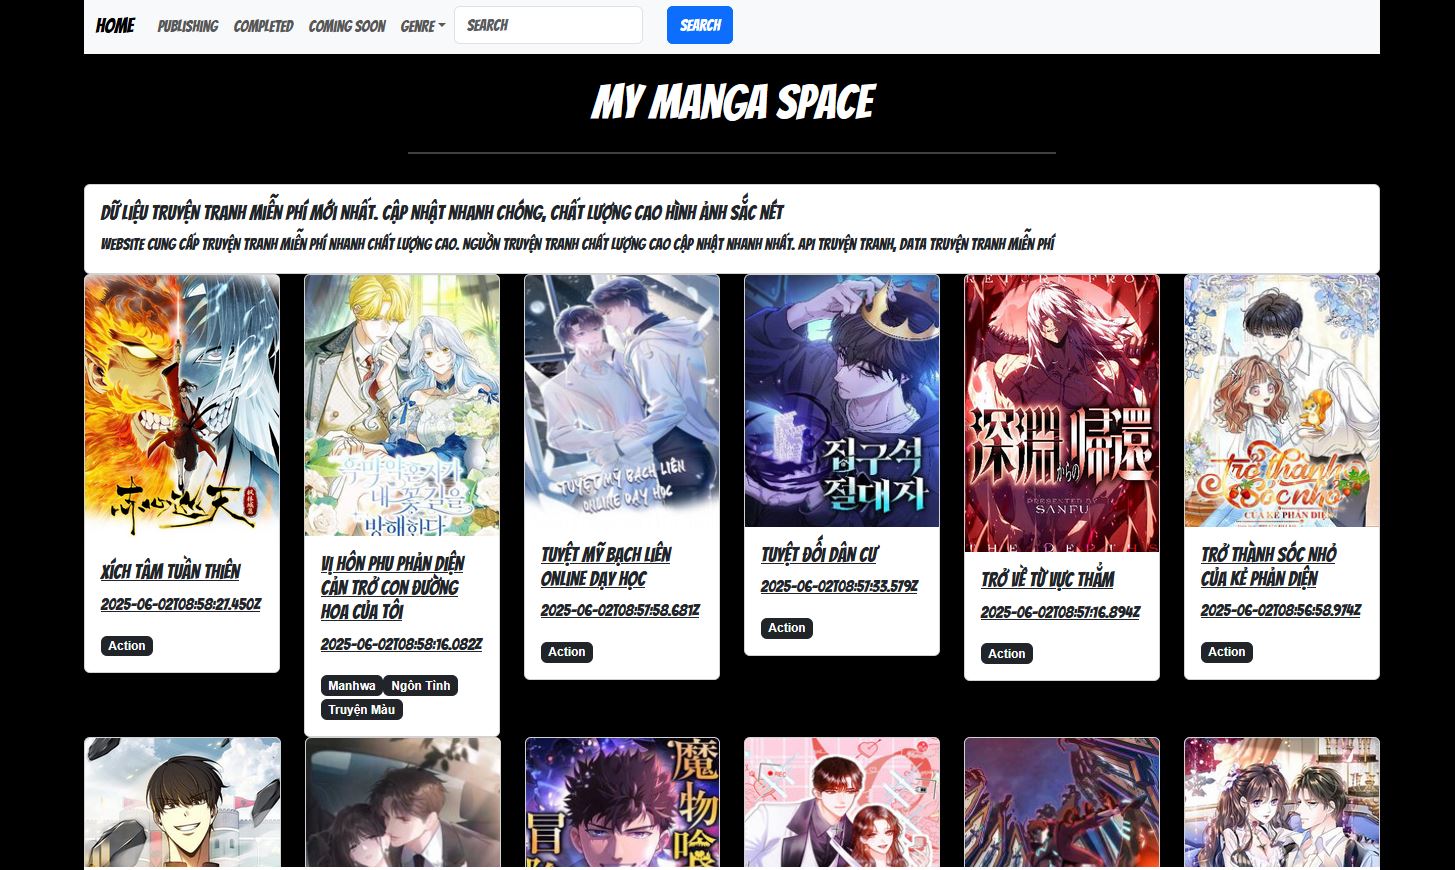 HOME PUBLISHING COMPLETED COMING SOON GENRE SEARCH SEARCH
MY MANGA SPACE
DỮ LIỆU TRUYỆN TRANH MIỄN PHÍ MỚI NHẤT. CẬP NHẬT NHANH CHÓNG, CHẤT LƯỢNG CAO HÌNH ẢNH SẮC NÉT
WEBSITE CUNG CẤP TRUYỆN TRANH MIỄN PHÍ NHANH CHẤT LƯỢNG CAO. NGUỒN TRUYỆN TRANH CHẤT LƯỢNG CAO CẬP NHẬT NHANH NHẤT. API TRUYỆN TRANH, DATA TRUYỆN TRANH MIỄN PHÍ
赤心巡天
XÍCH TÂM TUẦN THIÊN
2025-06-02T08:58:27.450Z
Action
내 꽃길을
방해한다
VỊ HÔN PHU PHẢN DIỆN
CẢN TRỞ CON ĐƯỜNG
HOA CỦA TÔI
2025-06-02T08:58:16.082Z
Manhwa Ngôn Tình
Truyện Màu
TUYỆT MỸ BẠCH LIÊN
ONLINE DẠY HỌC
TUYỆT MỸ BẠCH LIÊN
ONLINE DẠY HỌC
2025-06-02T08:57:58.681Z
Action
집구석
절대자
TUYỆT ĐỐI DÂN CƯ
2025-06-02T08:57:33.579Z
Action
RETURN FRO
深淵からの帰還
PRESENTED BY
SANFU
THE DEPTHS
TRỞ VỀ TỪ VỰC THẲM
2025-06-02T08:57:16.894Z
Action
Trở thành
Sóc nhỏ
CỦA KẺ PHẢN DIỆN
TRỞ THÀNH SÓC NHỎ
CỦA KẺ PHẢN DIỆN
2025-06-02T08:56:58.974Z
Action
魔物喰
冒険
REC